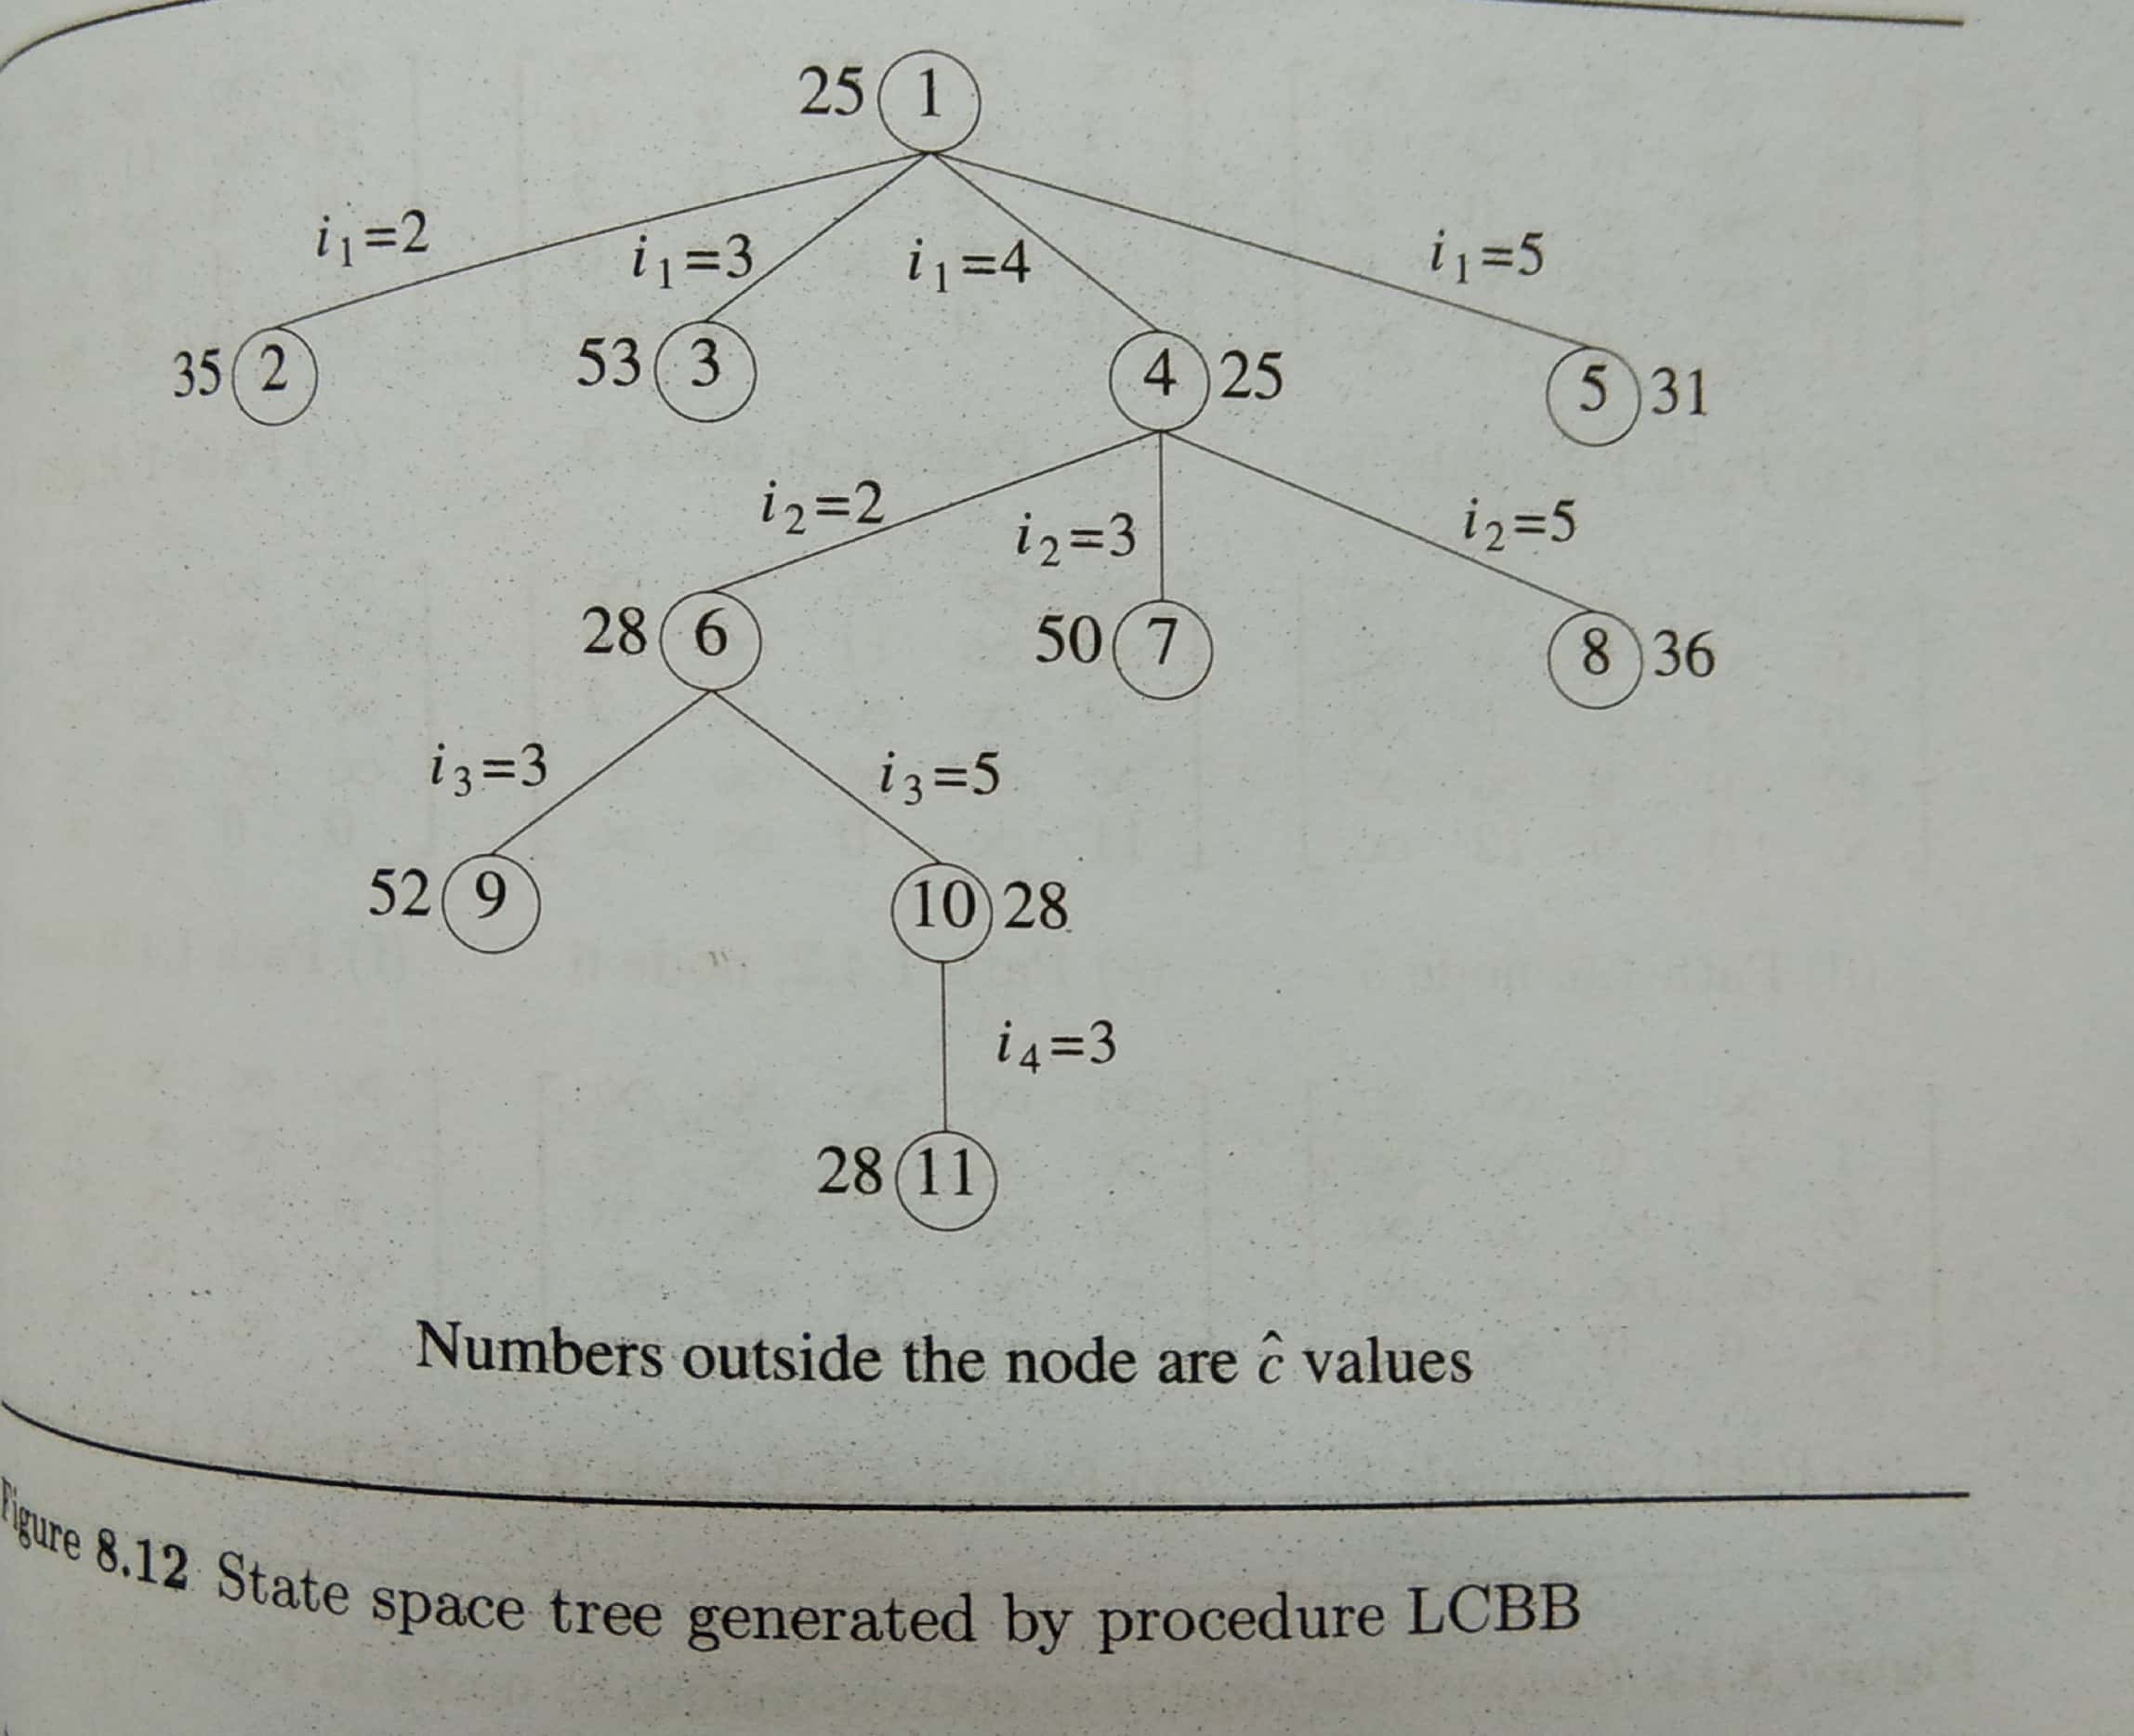 25 1
i1=2 i1=3 i1=4 i1=5
35 2 53 3 4 25 5 31
i2=2 i2=3 i2=5
28 6 50 7 8 36
i3=3 i3=5
52 9 10 28
i4=3
28 11
Numbers outside the node are ĉ values
Figure 8.12 State space tree generated by procedure LCBB